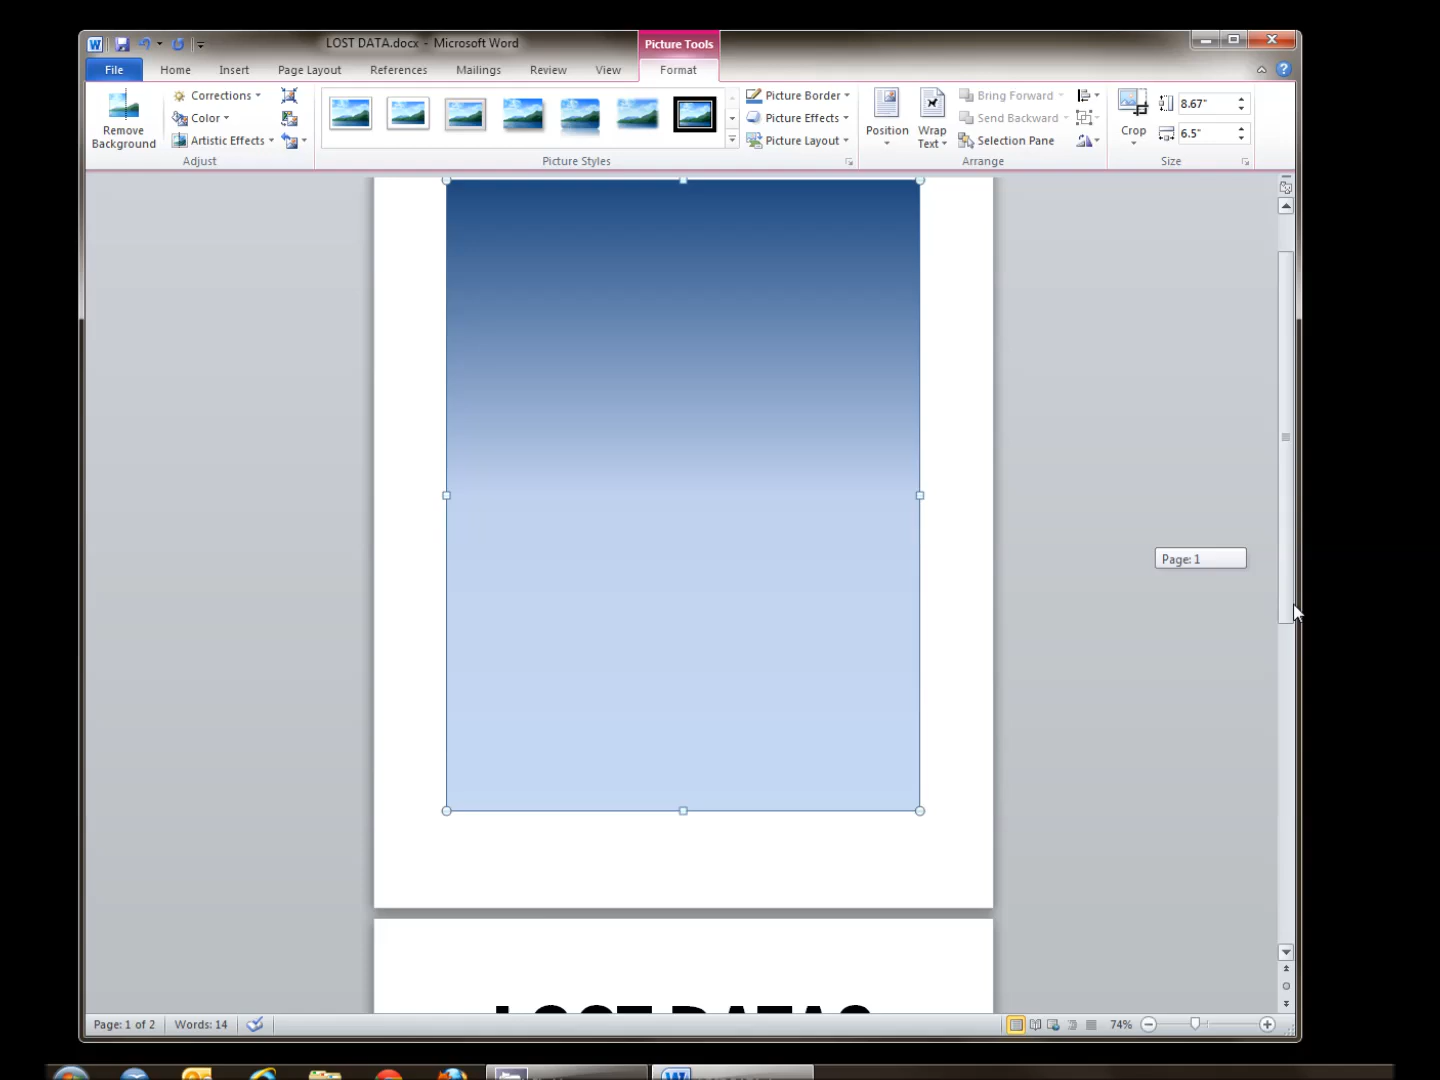 LOST DATA.docx - Microsoft Word
Picture Tools
File
Home
Insert
Page Layout
References
Mailings
Review
View
Format
Remove
Background
Corrections
Color
Artistic Effects
Adjust
Picture Styles
Picture Border
Picture Effects
Picture Layout
Position
Wrap
Text
Bring Forward
Send Backward
Selection Pane
Arrange
Crop
8.67"
6.5"
Size
Page: 1
LOST DATA?
Page: 1 of 2
Words: 14
74%